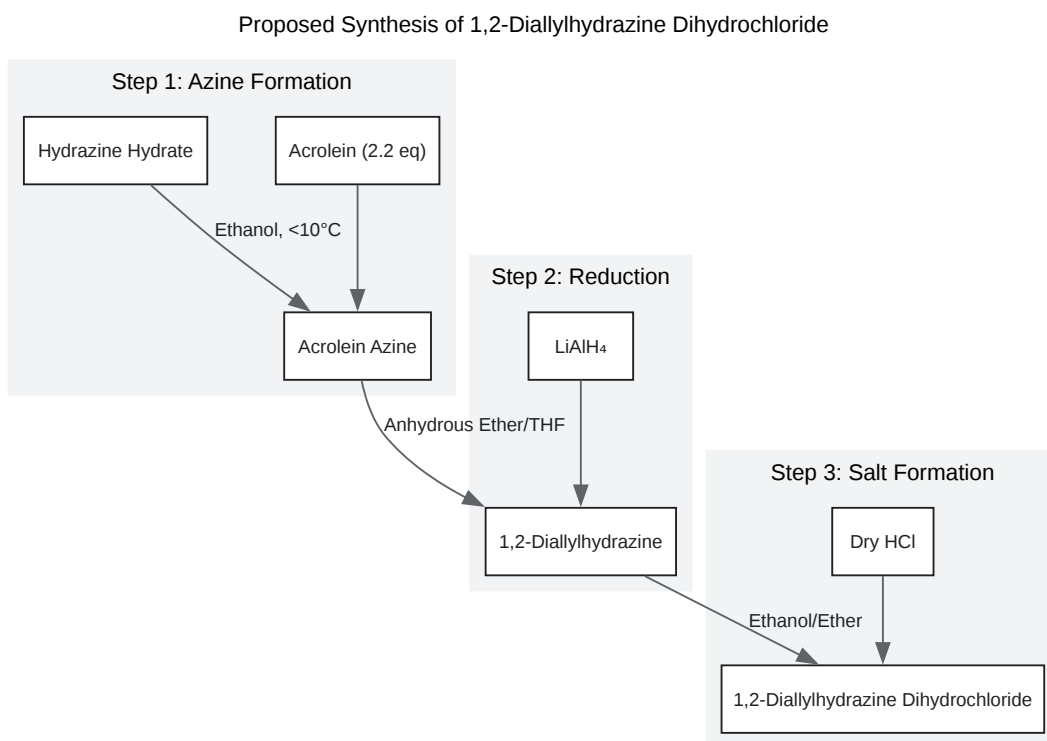 Proposed Synthesis of 1,2-Diallylhydrazine Dihydrochloride
Step 1: Azine Formation
Hydrazine Hydrate
Acrolein (2.2 eq)
Ethanol, <10°C
Acrolein Azine
Step 2: Reduction
LiAlH₄
Anhydrous Ether/THF
1,2-Diallylhydrazine
Step 3: Salt Formation
Dry HCl
Ethanol/Ether
1,2-Diallylhydrazine Dihydrochloride